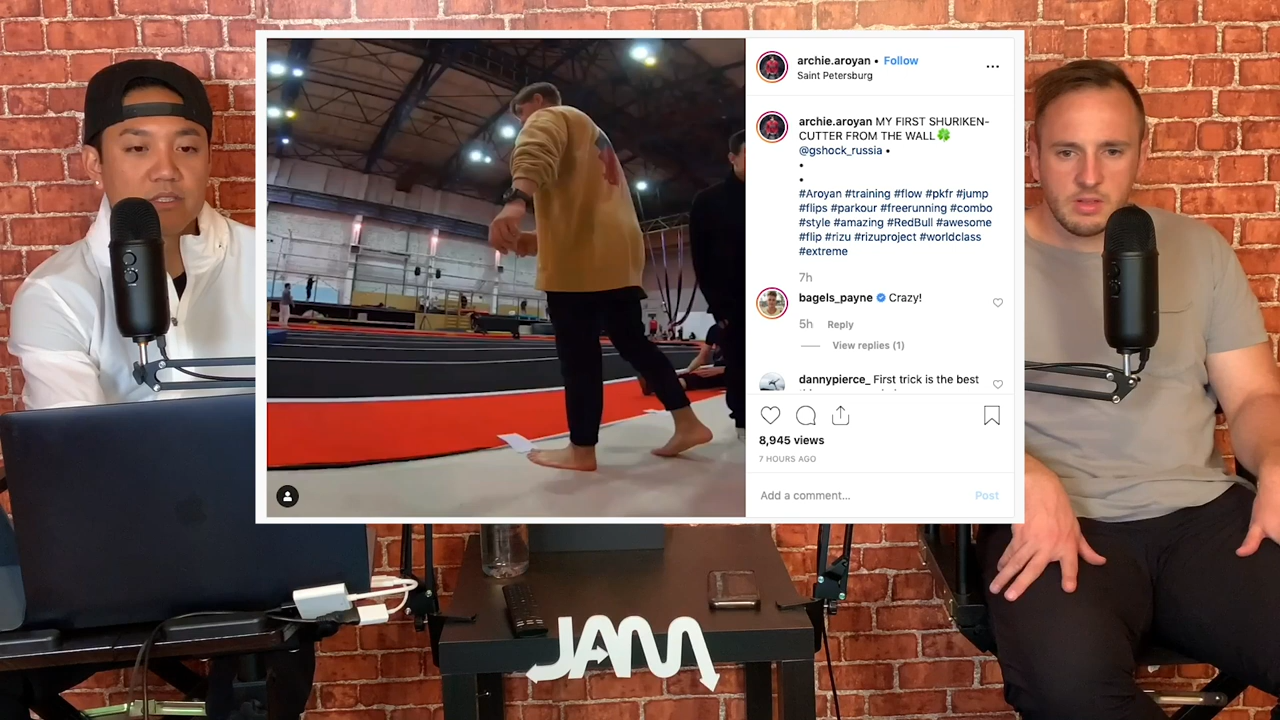 archie.aroyan • Follow
Saint Petersburg
archie.aroyan MY FIRST SHURIKEN-
CUTTER FROM THE WALL🍀
@gshock_russia •
•
•
#Aroyan #training #flow #pkfr #jump
#flips #parkour #freerunning #combo
#style #amazing #RedBull #awesome
#flip #rizu #rizuproject #worldclass
#extreme
7h
bagels_payne Crazy!
5h Reply
View replies (1)
dannypierce_ First trick is the best
8,945 views
7 HOURS AGO
Add a comment... Post
JAM